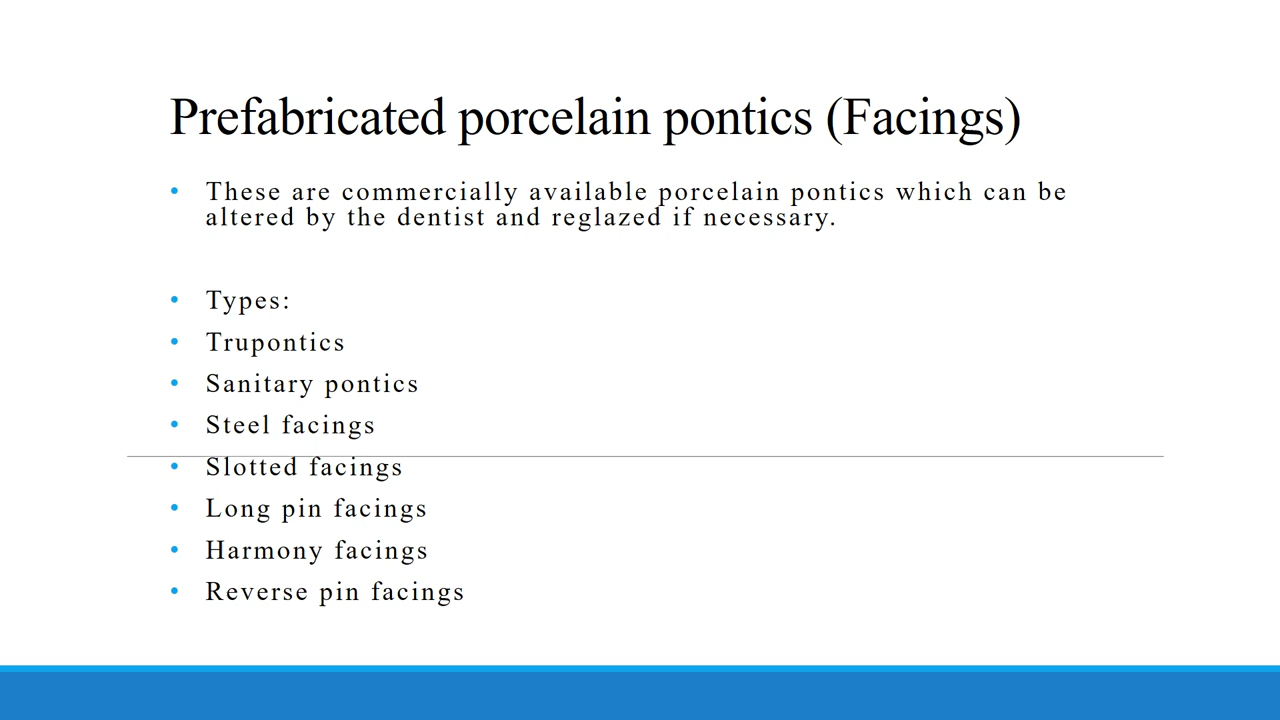 Prefabricated porcelain pontics (Facings)
• These are commercially available porcelain pontics which can be
altered by the dentist and reglazed if necessary.
• Types:
• Trupontics
• Sanitary pontics
• Steel facings
• Slotted facings
• Long pin facings
• Harmony facings
• Reverse pin facings